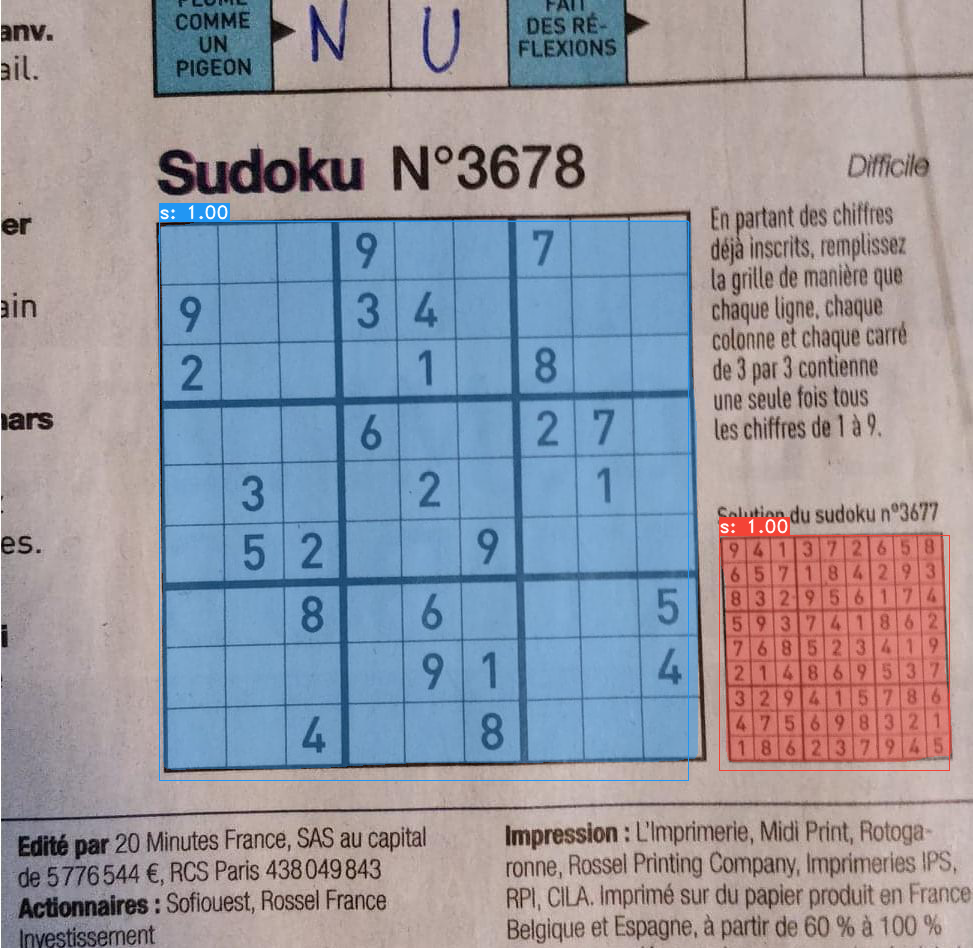 anv.
ail.
PLUME
COMME
UN
PIGEON
N U
FAIT
DES RÉ-
FLEXIONS
Sudoku N°3678
Difficile
s: 1.00
9 7
9 3 4
2 1 8
6 2 7
3 2 1
5 2 9
8 6 5
9 1 4
4 8
er
ain
nars
es.
i
En partant des chiffres
déjà inscrits, remplissez
la grille de manière que
chaque ligne, chaque
colonne et chaque carré
de 3 par 3 contienne
une seule fois tous
les chiffres de 1 à 9.
Solution du sudoku n°3677
s: 1.00
9 4 1 3 7 2 6 5 8
6 5 7 1 8 4 2 9 3
8 3 2 9 5 6 1 7 4
5 9 3 7 4 1 8 6 2
7 6 8 5 2 3 4 1 9
2 1 4 8 6 9 5 3 7
3 2 9 4 1 5 7 8 6
4 7 5 6 9 8 3 2 1
1 8 6 2 3 7 9 4 5
Edité par 20 Minutes France, SAS au capital
de 5 776 544 €, RCS Paris 438 049 843
Actionnaires : Sofiouest, Rossel France
Investissement
Impression : L'Imprimerie, Midi Print, Rotoga-
ronne, Rossel Printing Company, Imprimeries IPS,
RPI, CILA. Imprimé sur du papier produit en France
Belgique et Espagne, à partir de 60 % à 100 %